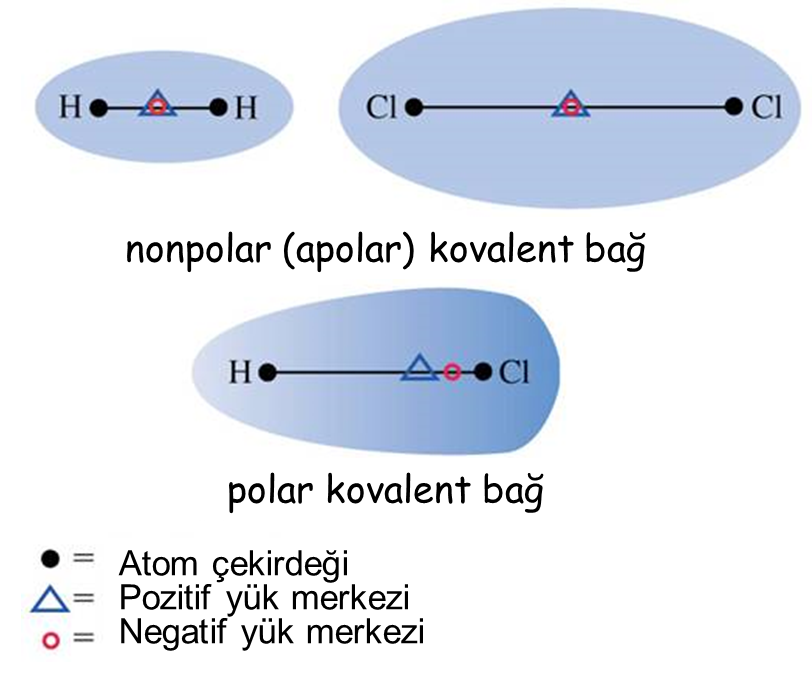 H H Cl Cl
nonpolar (apolar) kovalent bağ
H Cl
polar kovalent bağ
= Atom çekirdeği
= Pozitif yük merkezi
= Negatif yük merkezi